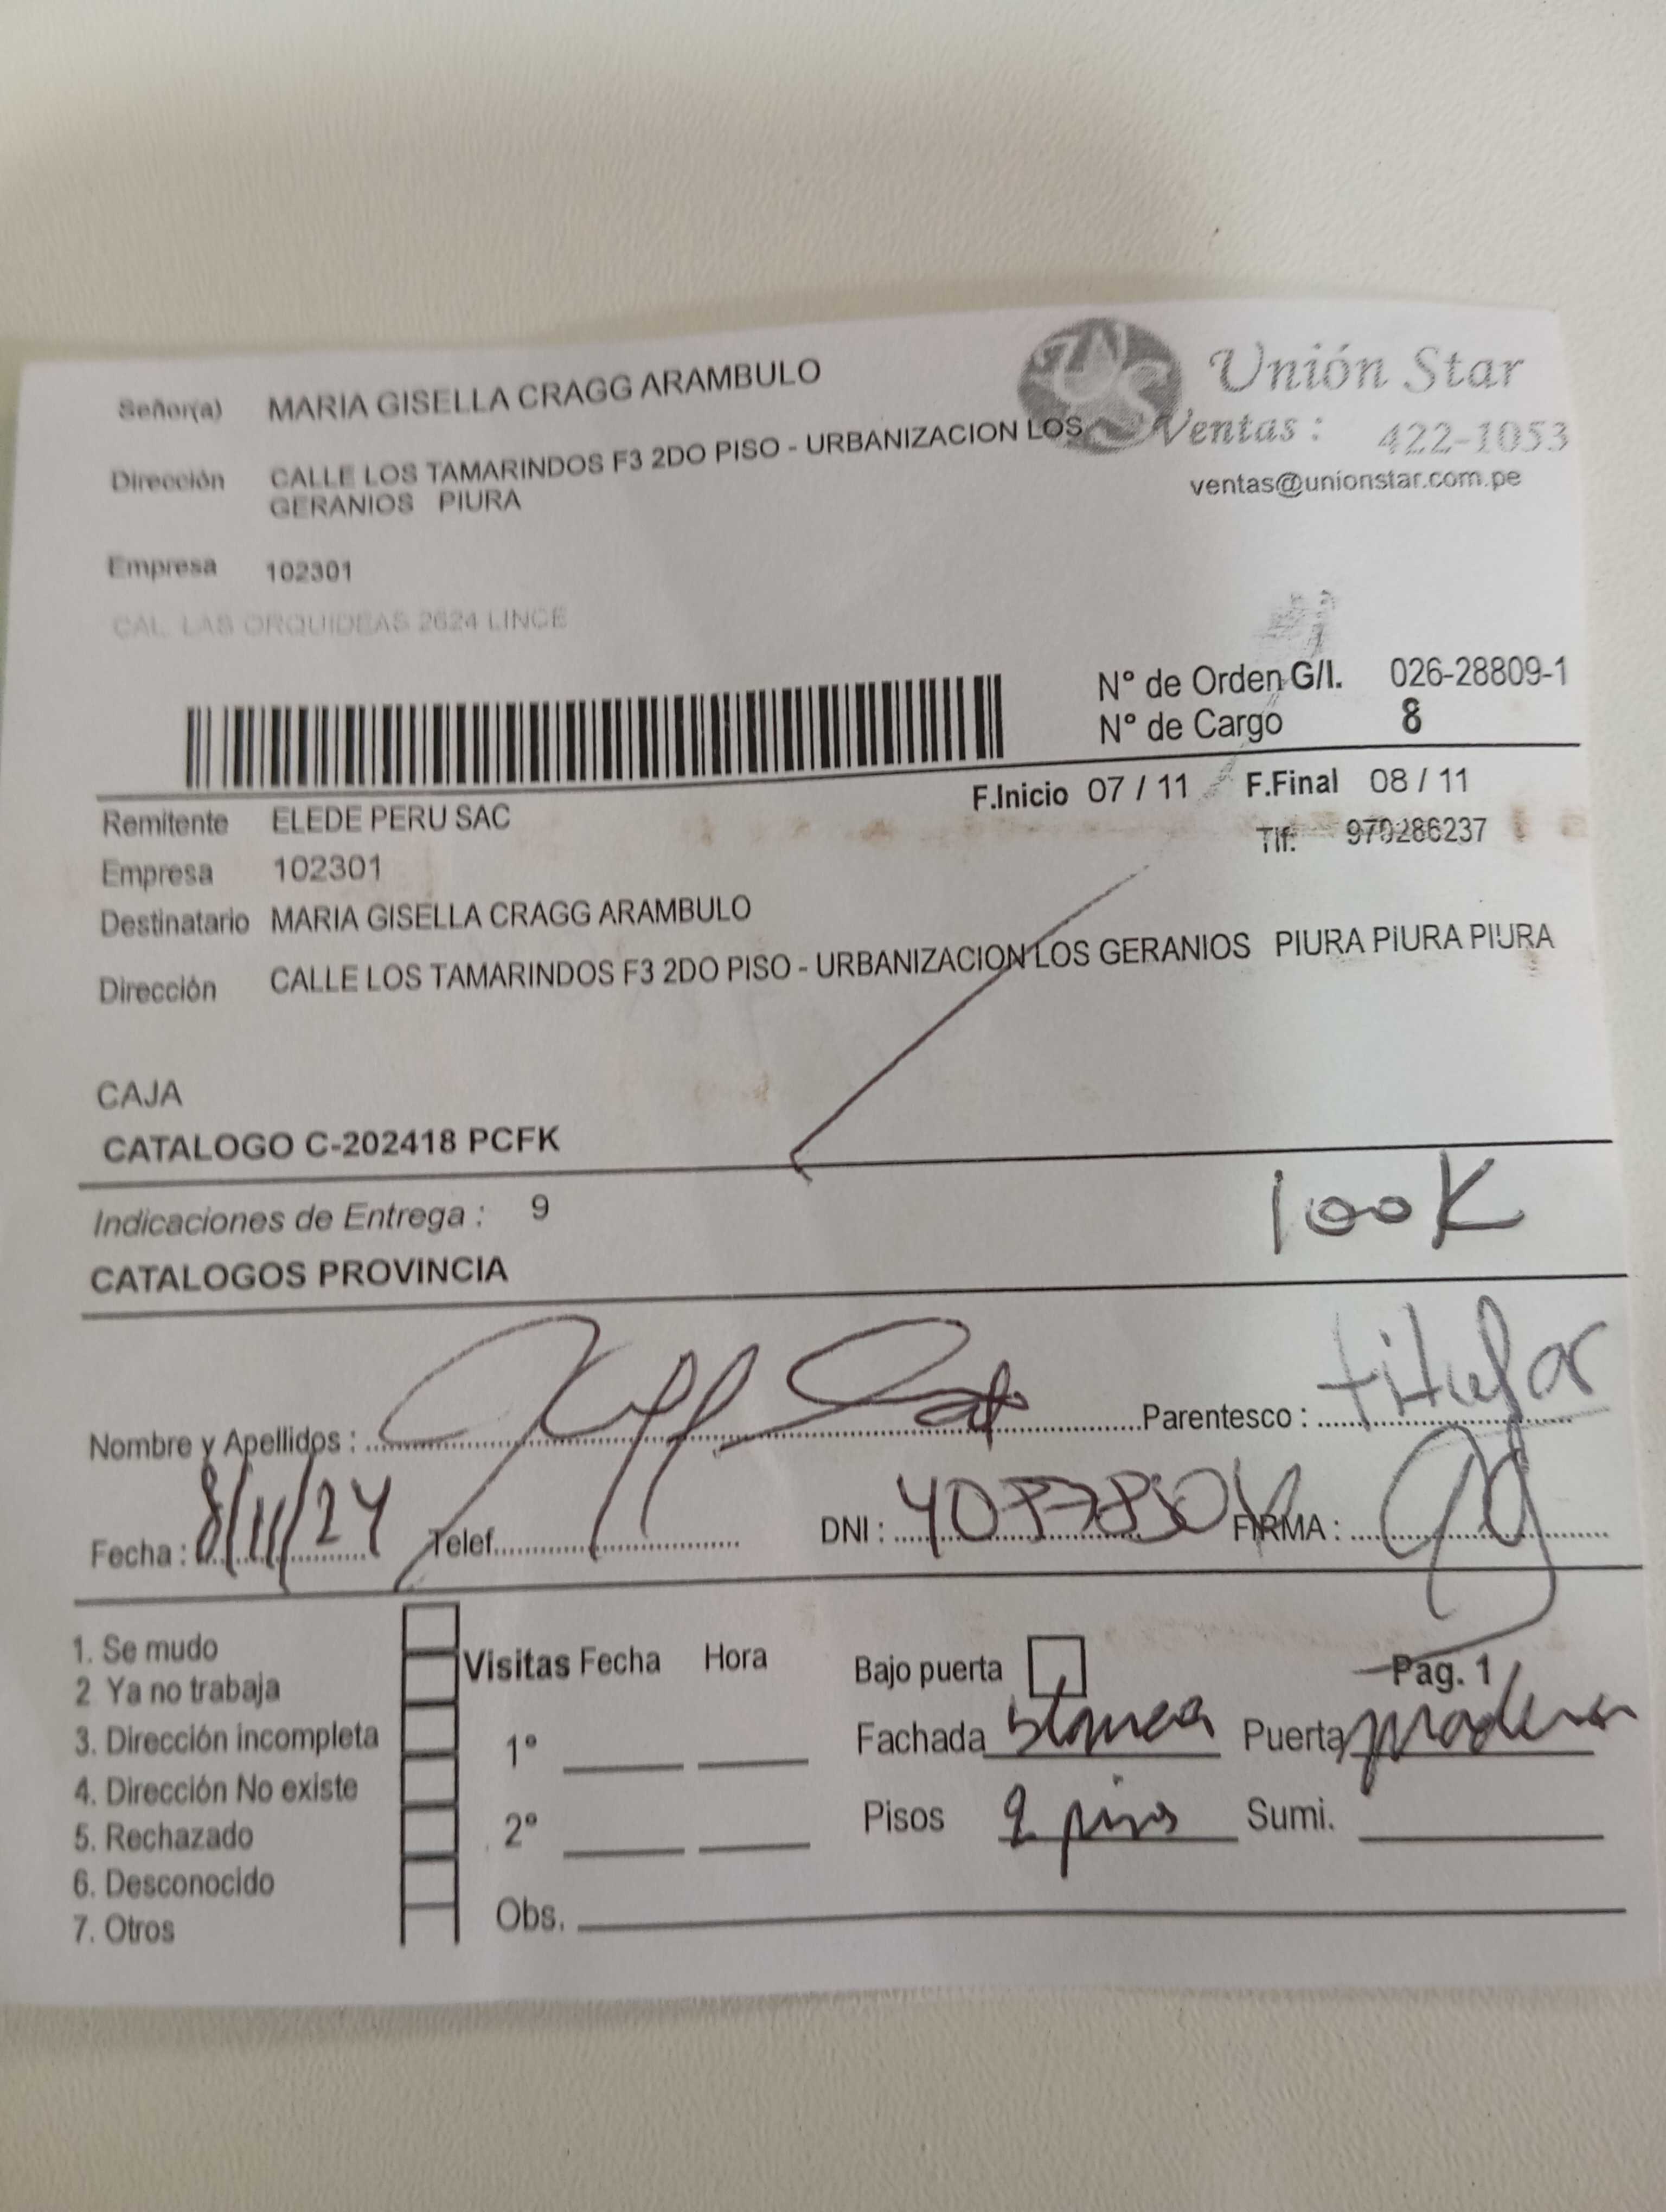 Señor(a) MARIA GISELLA CRAGG ARAMBULO
Unión Star
Dirección CALLE LOS TAMARINDOS F3 2DO PISO - URBANIZACION LOS
GERANIOS PIURA
Ventas : 422-1053
ventas@unionstar.com.pe
Empresa 102301
CAL. LAS ORQUIDEAS 2624 LINCE
N° de Orden G/I. 026-28809-1
N° de Cargo 8
F.Inicio 07 / 11 F.Final 08 / 11
Remitente ELEDE PERU SAC
Tlf: 970286237
Empresa 102301
Destinatario MARIA GISELLA CRAGG ARAMBULO
Dirección CALLE LOS TAMARINDOS F3 2DO PISO - URBANIZACION LOS GERANIOS PIURA PIURA PIURA
CAJA
CATALOGO C-202418 PCFK
Indicaciones de Entrega : 9
100K
CATALOGOS PROVINCIA
Nombre y Apellidos : Parentesco : titular
Fecha : 8/11/24 Telef. DNI : FIRMA :
1. Se mudo
2 Ya no trabaja
3. Dirección incompleta
4. Dirección No existe
5. Rechazado
6. Desconocido
7. Otros
Visitas Fecha Hora
1°
2°
Obs.
Bajo puerta Pag. 1
Fachada blanca Puerta madera
Pisos 2 pisos Sumi.